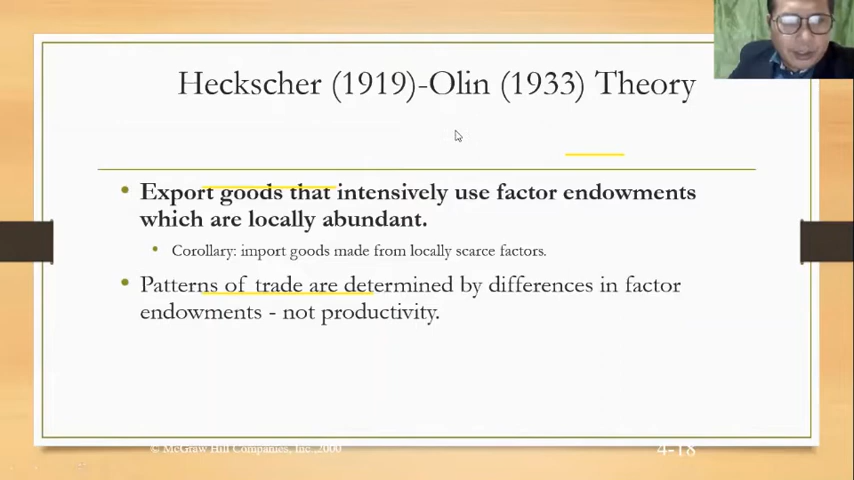 Heckscher (1919)-Olin (1933) Theory
• Export goods that intensively use factor endowments
which are locally abundant.
• Corollary: import goods made from locally scarce factors.
• Patterns of trade are determined by differences in factor
endowments - not productivity.
© McGraw Hill Companies, Inc.,2000
4-18